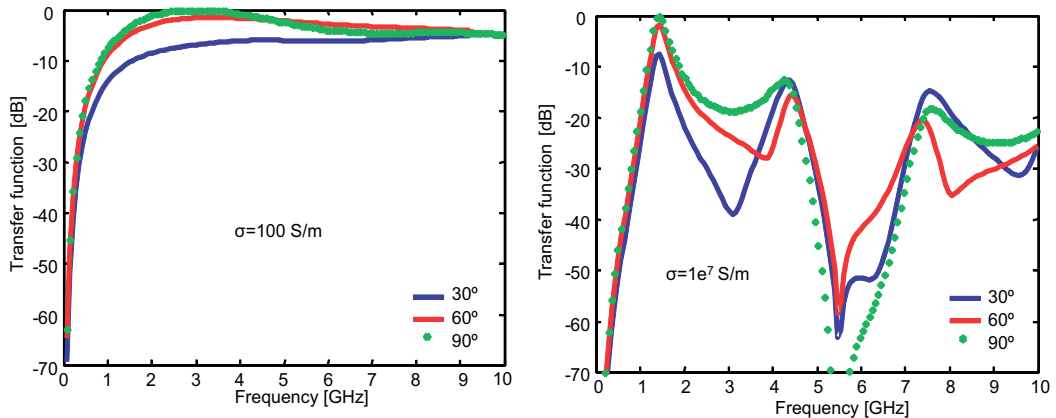 Transfer function [dB]
0
-10
-20
-30
-40
-50
-60
-70
0 1 2 3 4 5 6 7 8 9 10
Frequency [GHz]
σ=100 S/m
30º
60º
90º
Transfer function [dB]
0
-10
-20
-30
-40
-50
-60
-70
0 1 2 3 4 5 6 7 8 9 10
Frequency [GHz]
σ=1e⁷ S/m
30º
60º
90º